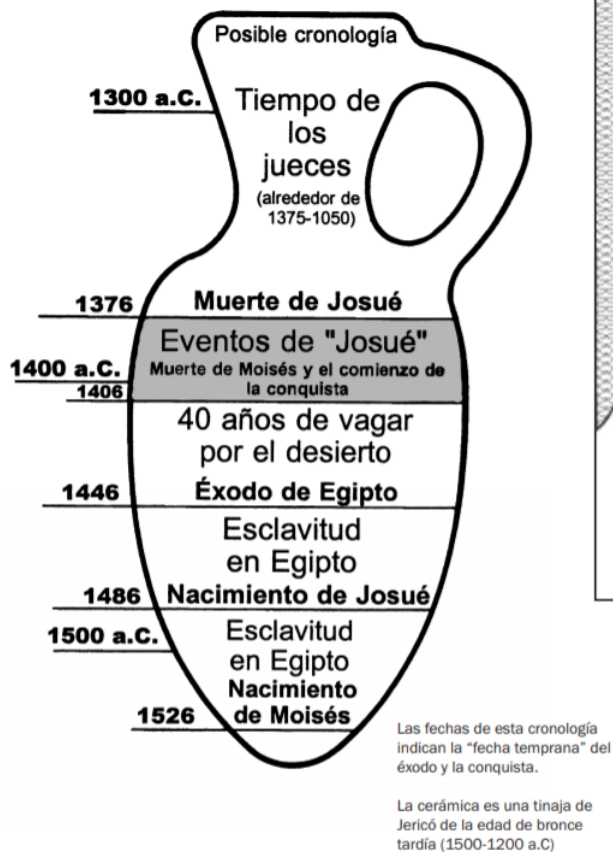 Posible cronología
1300 a.C.
Tiempo de
los
jueces
(alrededor de
1375-1050)
1376
Muerte de Josué
Eventos de "Josué"
1400 a.C.
Muerte de Moisés y el comienzo de
1406
la conquista
40 años de vagar
por el desierto
1446
Éxodo de Egipto
Esclavitud
en Egipto
1486
Nacimiento de Josué
1500 a.C.
Esclavitud
en Egipto
Nacimiento
1526
de Moisés
Las fechas de esta cronología
indican la “fecha temprana” del
éxodo y la conquista.
La cerámica es una tinaja de
Jericó de la edad de bronce
tardía (1500-1200 a.C)